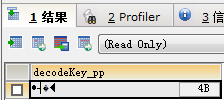 1 结果 2 Profiler 3 信
(Read Only)
decodeKey_pp
4B